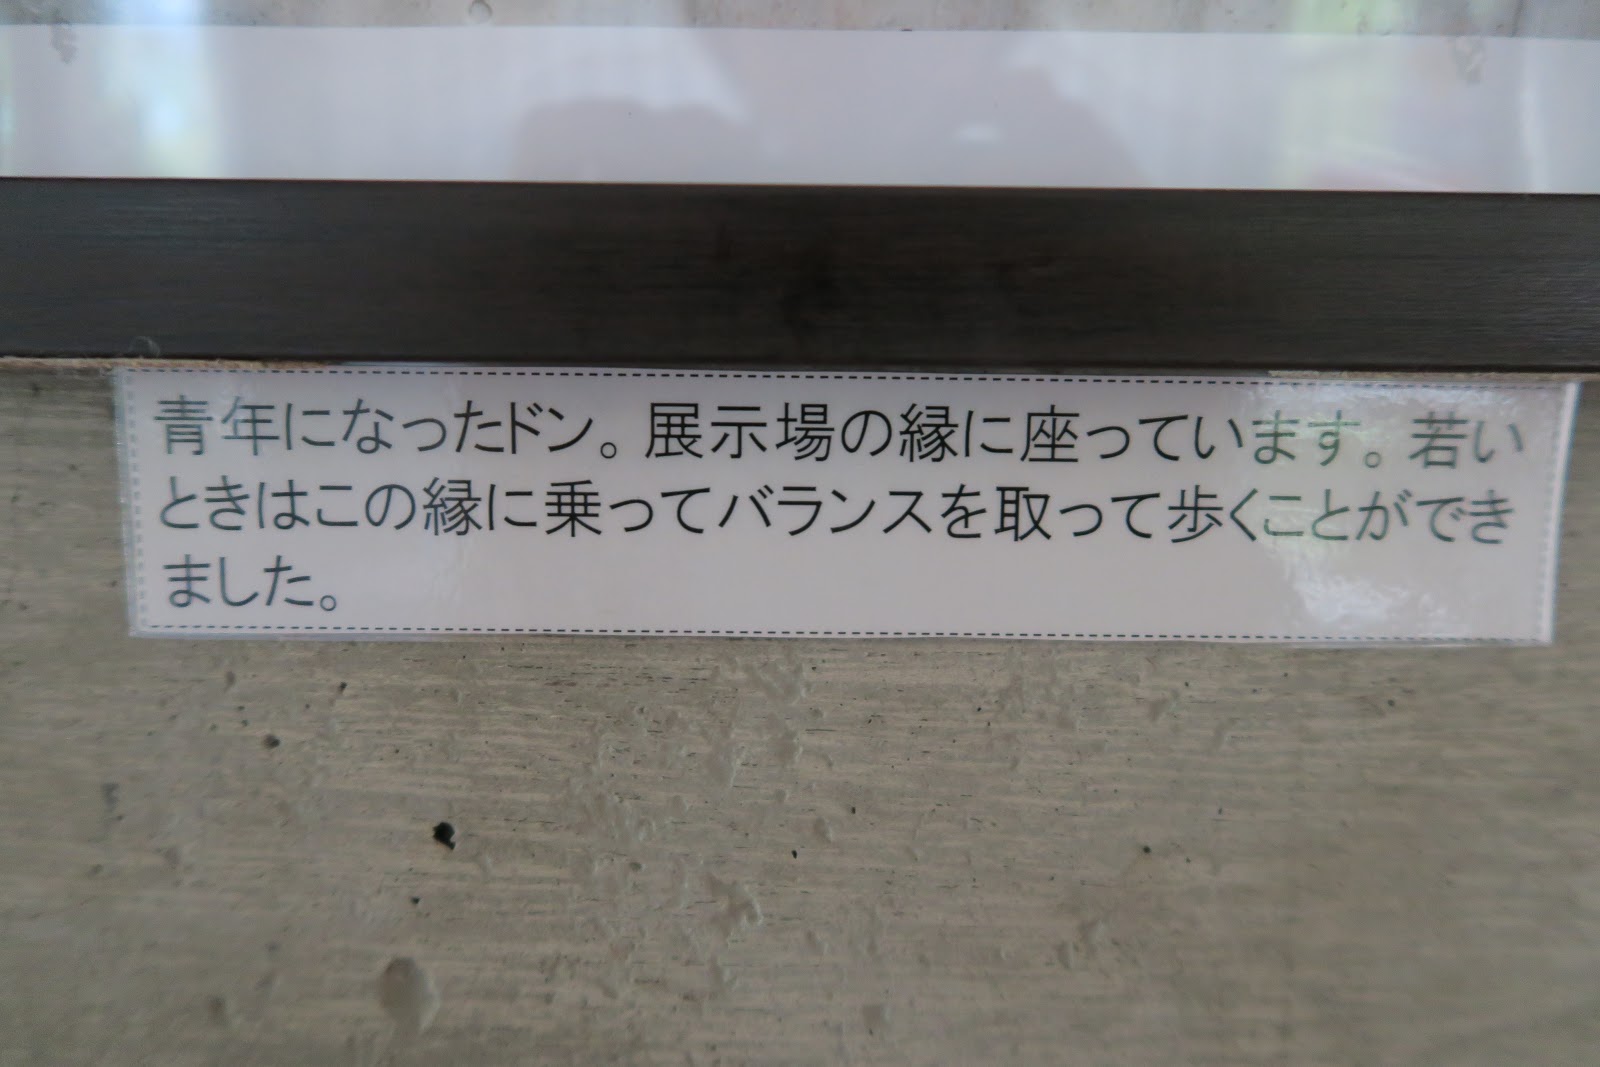 青年になったドン。展示場の縁に座っています。若い
ときはこの縁に乗ってバランスを取って歩くことができ
ました。